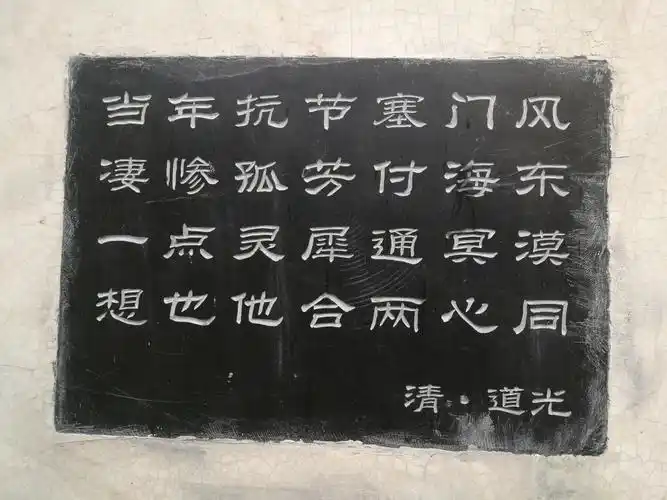 当年抗节塞门风
凄惨孤芳付海东
一点灵犀通冥漠
想也他合两心同
清·道光